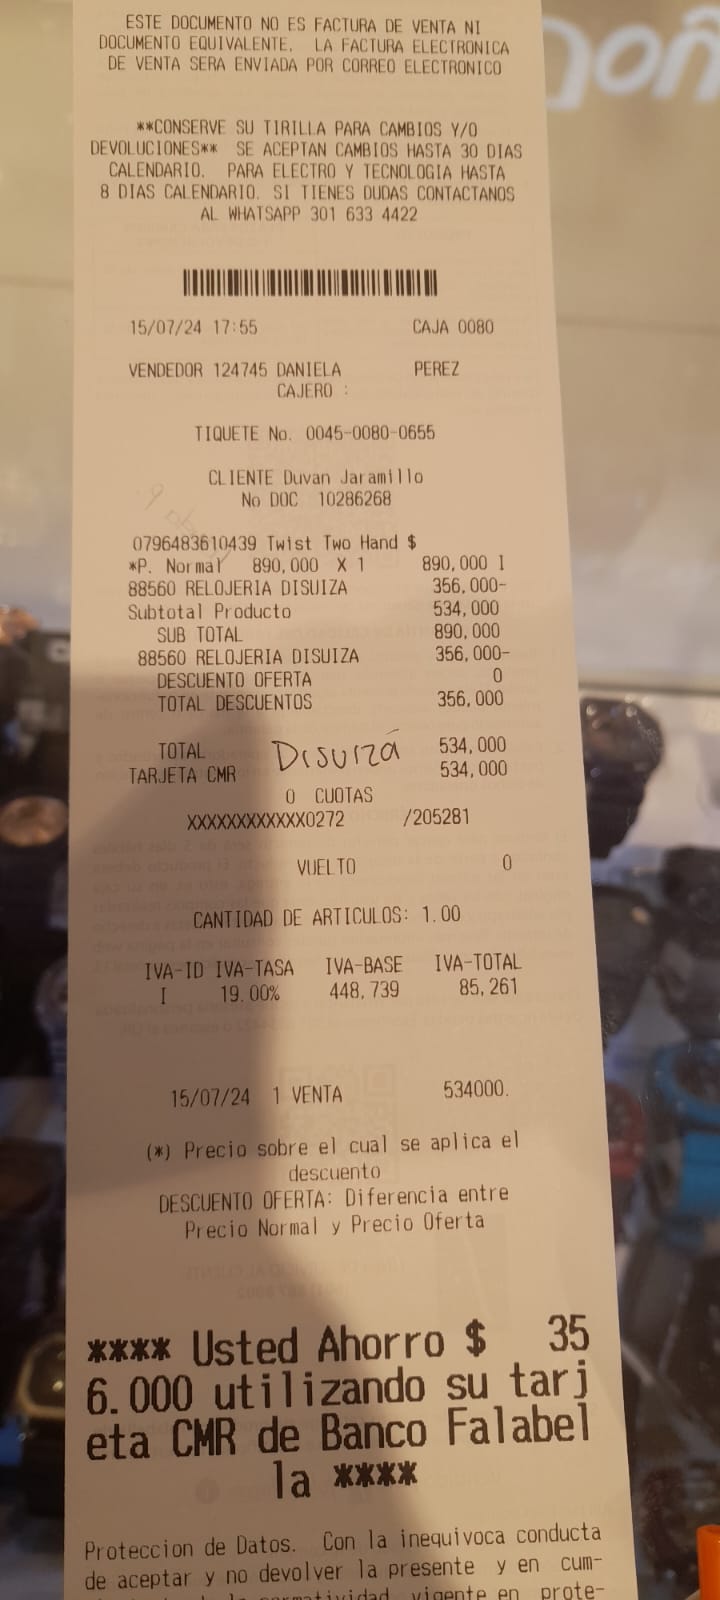 ESTE DOCUMENTO NO ES FACTURA DE VENTA NI
DOCUMENTO EQUIVALENTE. LA FACTURA ELECTRONICA
DE VENTA SERA ENVIADA POR CORREO ELECTRONICO
**CONSERVE SU TIRILLA PARA CAMBIOS Y/O
DEVOLUCIONES** SE ACEPTAN CAMBIOS HASTA 30 DIAS
CALENDARIO. PARA ELECTRO Y TECNOLOGIA HASTA
8 DIAS CALENDARIO. SI TIENES DUDAS CONTACTANOS
AL WHATSAPP 301 633 4422
15/07/24 17:55 CAJA 0080
VENDEDOR 124745 DANIELA PEREZ
CAJERO :
TIQUETE No. 0045-0080-0655
CLIENTE Duvan Jaramillo
No DOC 10286268
0796483610439 Twist Two Hand $
*P. Normal 890,000 X 1 890,000 I
88560 RELOJERIA DISUIZA 356,000-
Subtotal Producto 534,000
SUB TOTAL 890,000
88560 RELOJERIA DISUIZA 356,000-
DESCUENTO OFERTA 0
TOTAL DESCUENTOS 356,000
TOTAL Disuizá 534,000
TARJETA CMR 534,000
0 CUOTAS
XXXXXXXXXXXX0272 /205281
VUELTO 0
CANTIDAD DE ARTICULOS: 1.00
IVA-ID IVA-TASA IVA-BASE IVA-TOTAL
I 19.00% 448,739 85,261
15/07/24 1 VENTA 534000.
(*) Precio sobre el cual se aplica el
descuento
DESCUENTO OFERTA: Diferencia entre
Precio Normal y Precio Oferta
**** Usted Ahorro $ 35
6.000 utilizando su tarj
eta CMR de Banco Falabel
la ****
Proteccion de Datos. Con la inequivoca conducta
de aceptar y no devolver la presente y en cum-
normatividad vigente en prote-